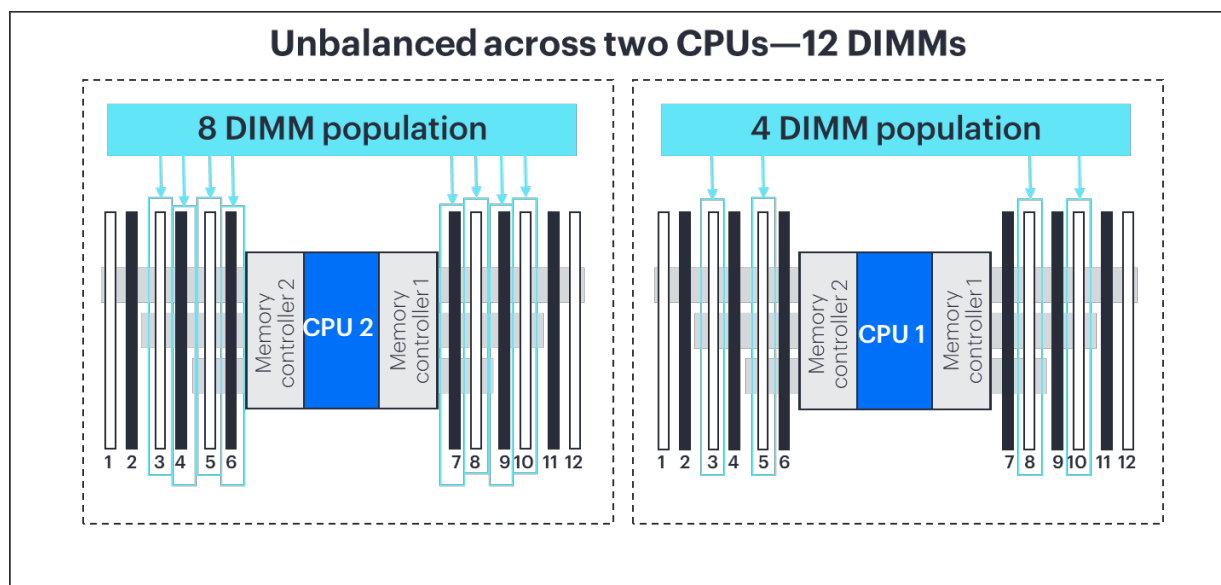 Unbalanced across two CPUs—12 DIMMs
8 DIMM population
Memory
controller 2
CPU 2
Memory
controller 1
1 2 3 4 5 6 7 8 9 10 11 12
4 DIMM population
Memory
controller 2
CPU 1
Memory
controller 1
1 2 3 4 5 6 7 8 9 10 11 12